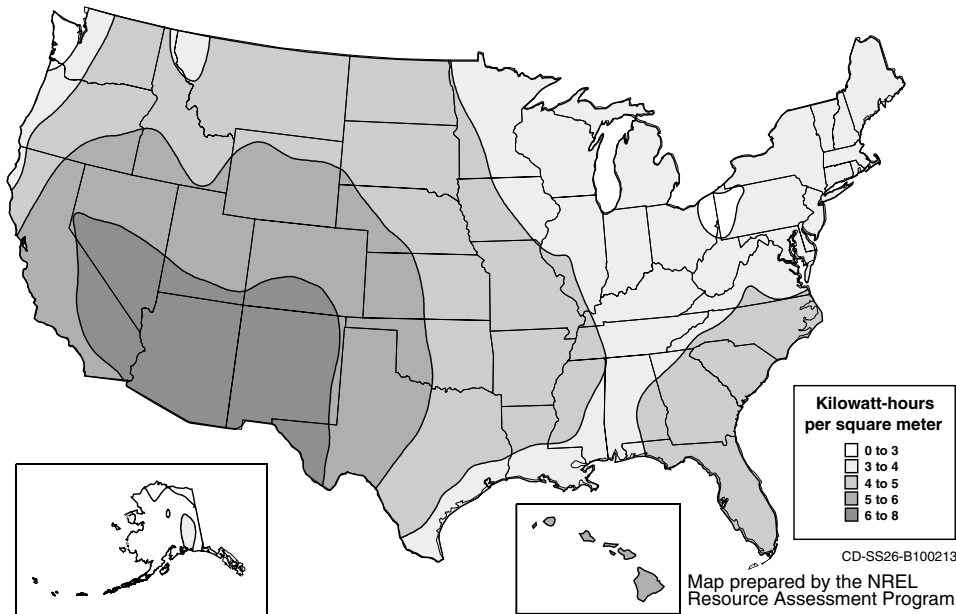 Kilowatt-hours
per square meter
0 to 3
3 to 4
4 to 5
5 to 6
6 to 8
CD-SS26-B100213
Map prepared by the NREL
Resource Assessment Program